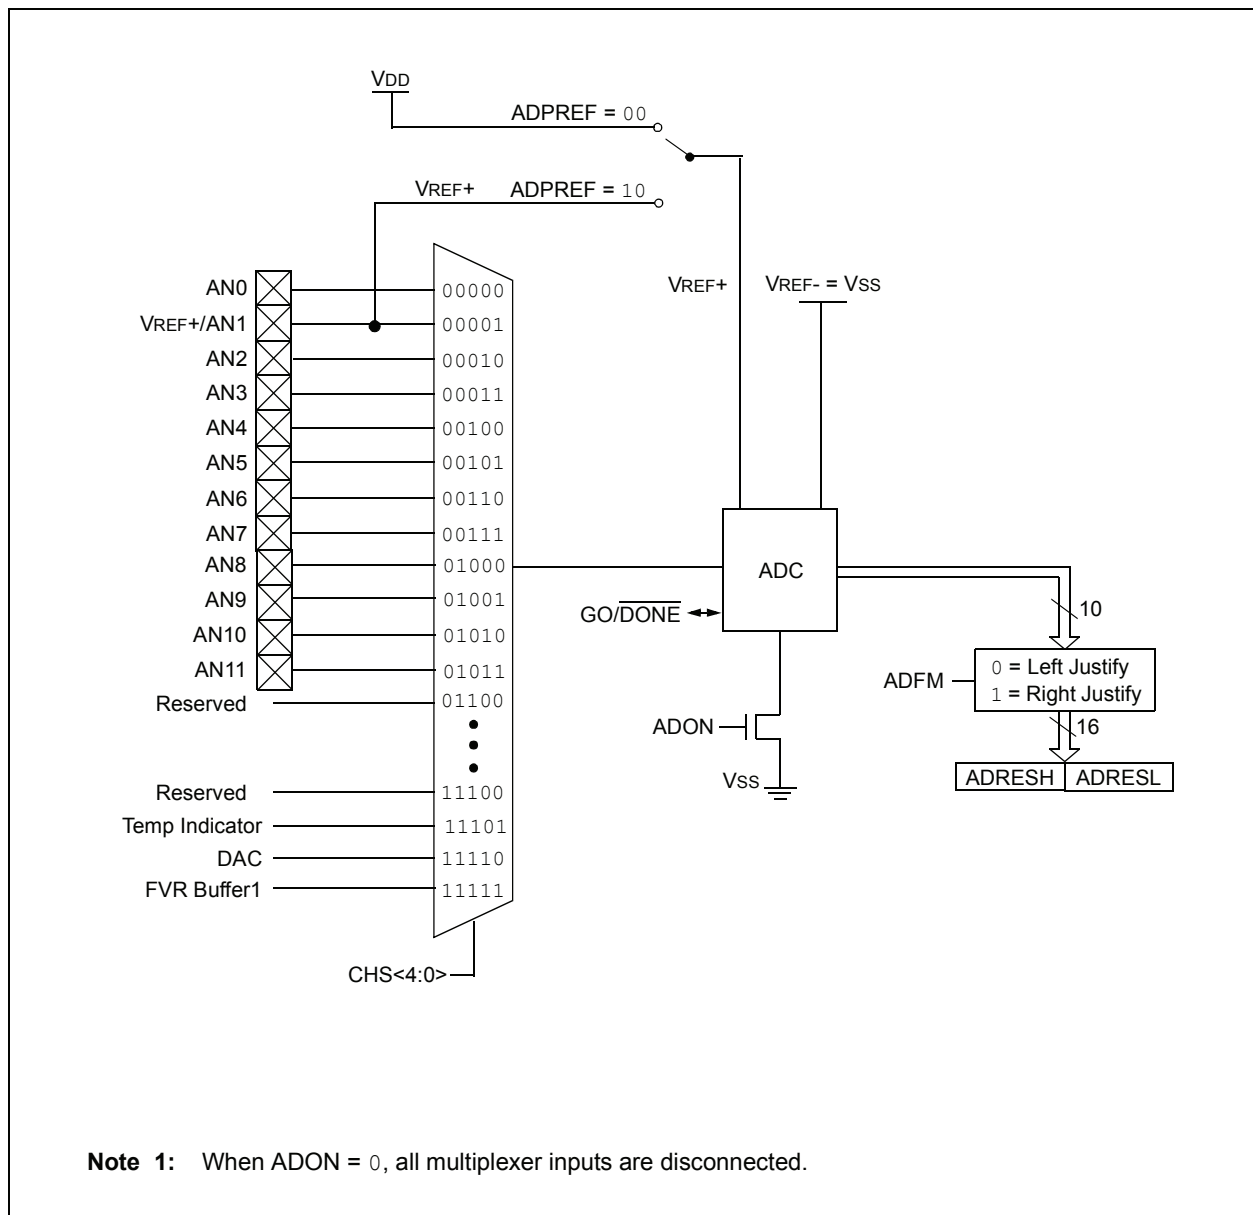 VDD
ADPREF = 00
VREF+ ADPREF = 10
VREF+ VREF- = VSS
AN0 00000
VREF+/AN1 00001
AN2 00010
AN3 00011
AN4 00100
AN5 00101
AN6 00110
AN7 00111
AN8 01000
AN9 01001
AN10 01010
AN11 01011
Reserved 01100
Reserved 11100
Temp Indicator 11101
DAC 11110
FVR Buffer1 11111
CHS<4:0>
ADC
GO/DONE
ADON
VSS
10
ADFM
0 = Left Justify
1 = Right Justify
16
ADRESH ADRESL
Note 1: When ADON = 0, all multiplexer inputs are disconnected.